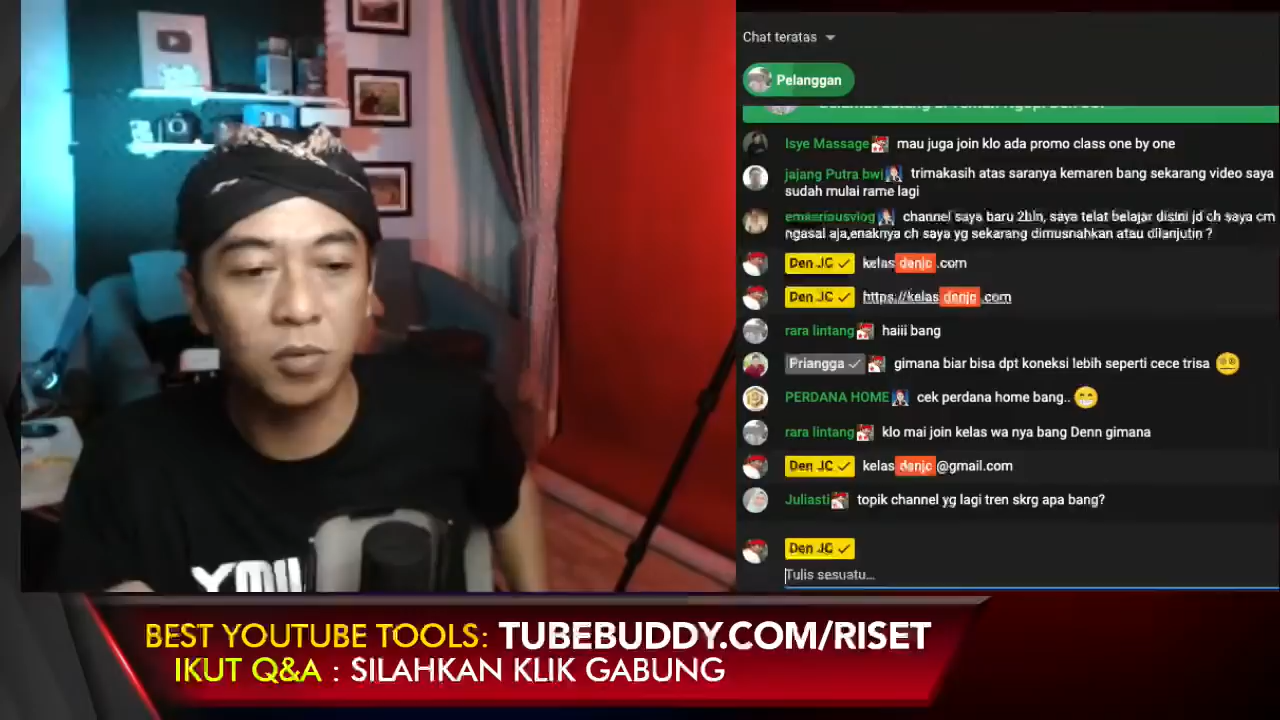 Chat teratas
Pelanggan
Isye Massage mau juga join klo ada promo class one by one
jajang Putra bwi trimakasih atas saranya kemaren bang sekarang video saya
sudah mulai rame lagi
emaeriousvlog channel saya baru 2bln, saya telat belajar disini jd ch saya cm
ngasal aja,enaknya ch saya yg sekarang dimusnahkan atau dilanjutin ?
Den JC kelasdenjc.com
Den JC https://kelasdenjc.com
rara lintang haiii bang
Priangga gimana biar bisa dpt koneksi lebih seperti cece trisa
PERDANA HOME cek perdana home bang..
rara lintang klo mai join kelas wa nya bang Denn gimana
Den JC kelasdenjc@gmail.com
Juliasti topik channel yg lagi tren skrg apa bang?
Den JC
Tulis sesuatu...
BEST YOUTUBE TOOLS: TUBEBUDDY.COM/RISET
IKUT Q&A : SILAHKAN KLIK GABUNG